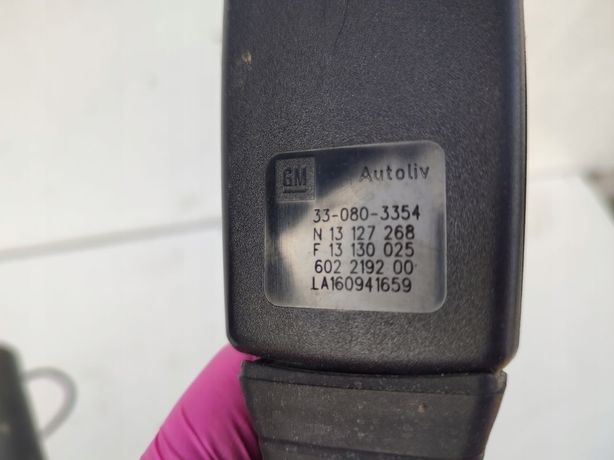 GM Autoliv
33-080-3354
N 13 127 268
F 13 130 025
602 2192 00
LA160941659